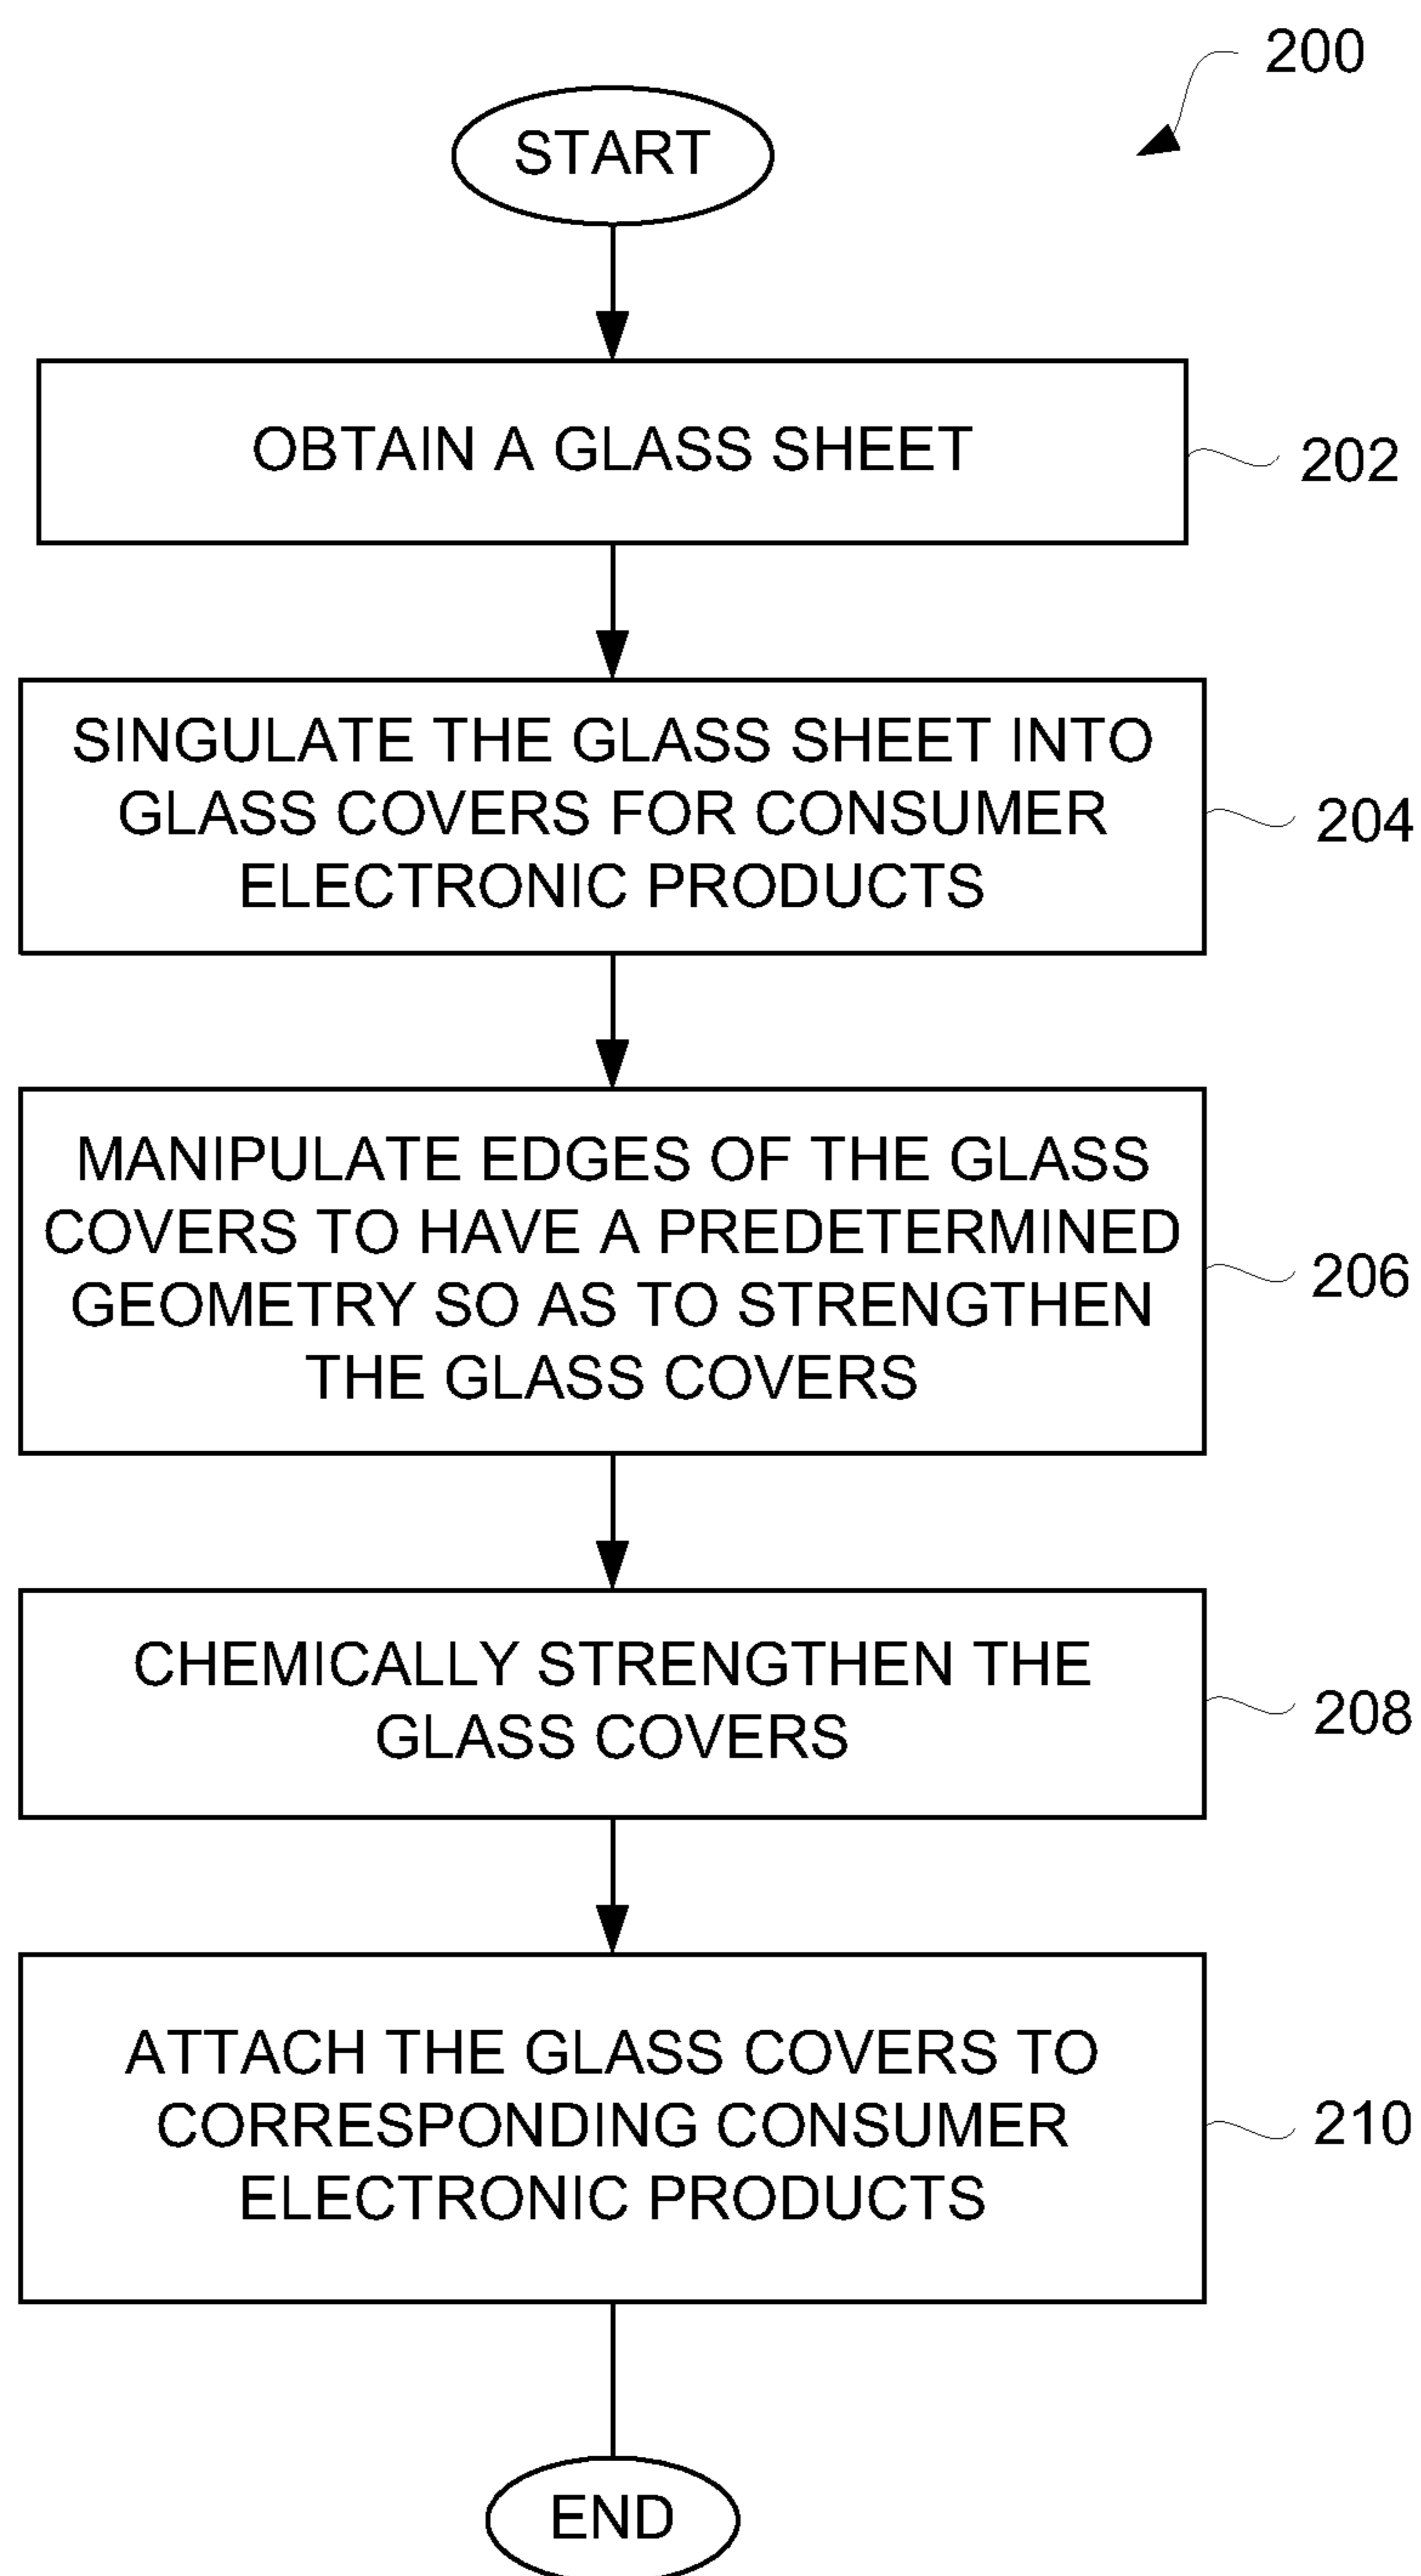 200
START
OBTAIN A GLASS SHEET
202
SINGULATE THE GLASS SHEET INTO
GLASS COVERS FOR CONSUMER
ELECTRONIC PRODUCTS
204
MANIPULATE EDGES OF THE GLASS
COVERS TO HAVE A PREDETERMINED
GEOMETRY SO AS TO STRENGTHEN
THE GLASS COVERS
206
CHEMICALLY STRENGTHEN THE
GLASS COVERS
208
ATTACH THE GLASS COVERS TO
CORRESPONDING CONSUMER
ELECTRONIC PRODUCTS
210
END